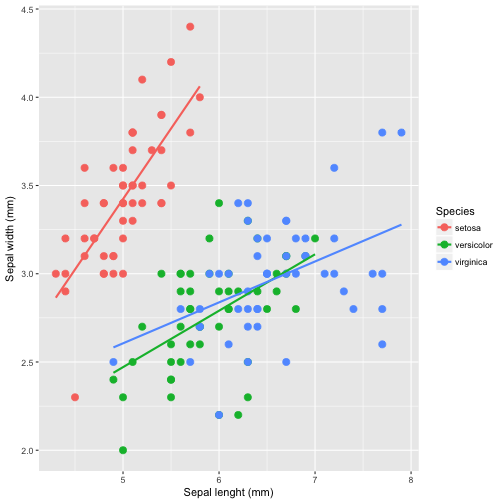 4.5
4.0
3.5
3.0
2.5
2.0
Sepal width (mm)
5
6
7
8
Sepal lenght (mm)
Species
setosa
versicolor
virginica